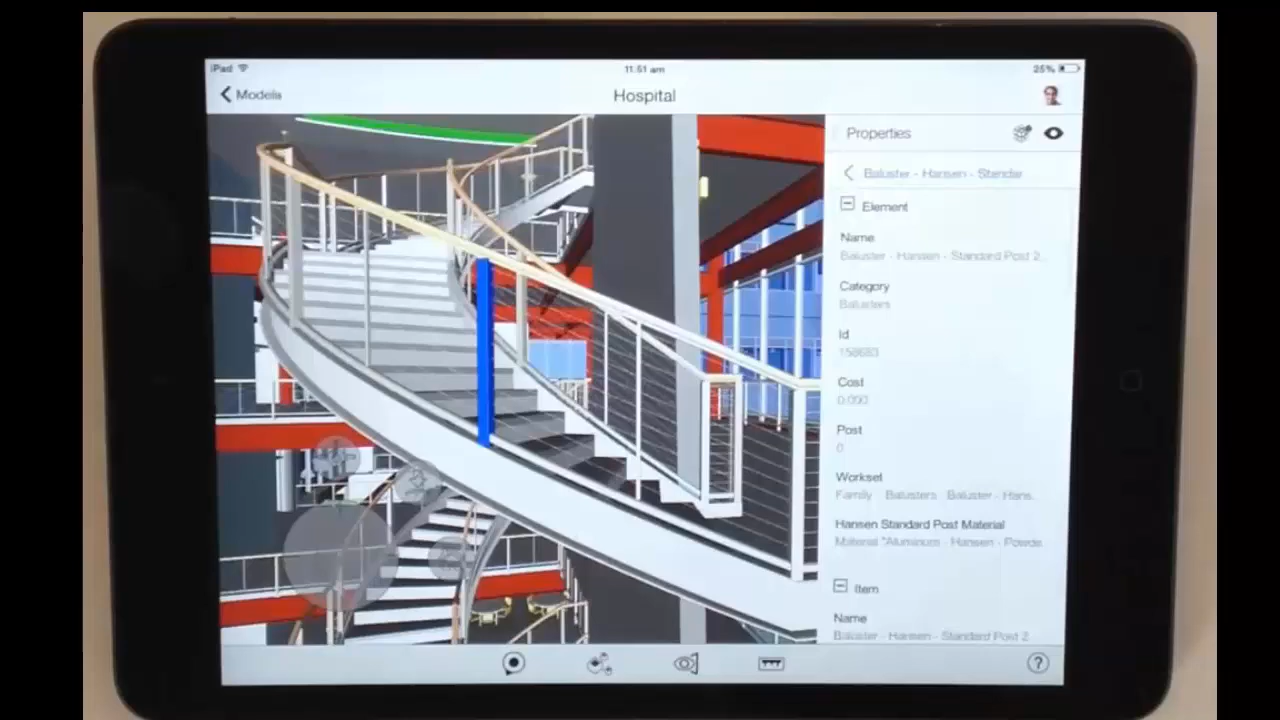 iPad
11:51 am
25%
Models
Hospital
Properties
Baluster - Hansen - Standar
Element
Name
Baluster - Hansen - Standard Post 2..
Category
Balusters
Id
Cost
0.000
Post
0
Workset
Family Balusters Baluster - Hans..
Hansen Standard Post Material
Material "Aluminum - Hansen - Powde..
Item
Name
Baluster - Hansen - Standard Post 2
?